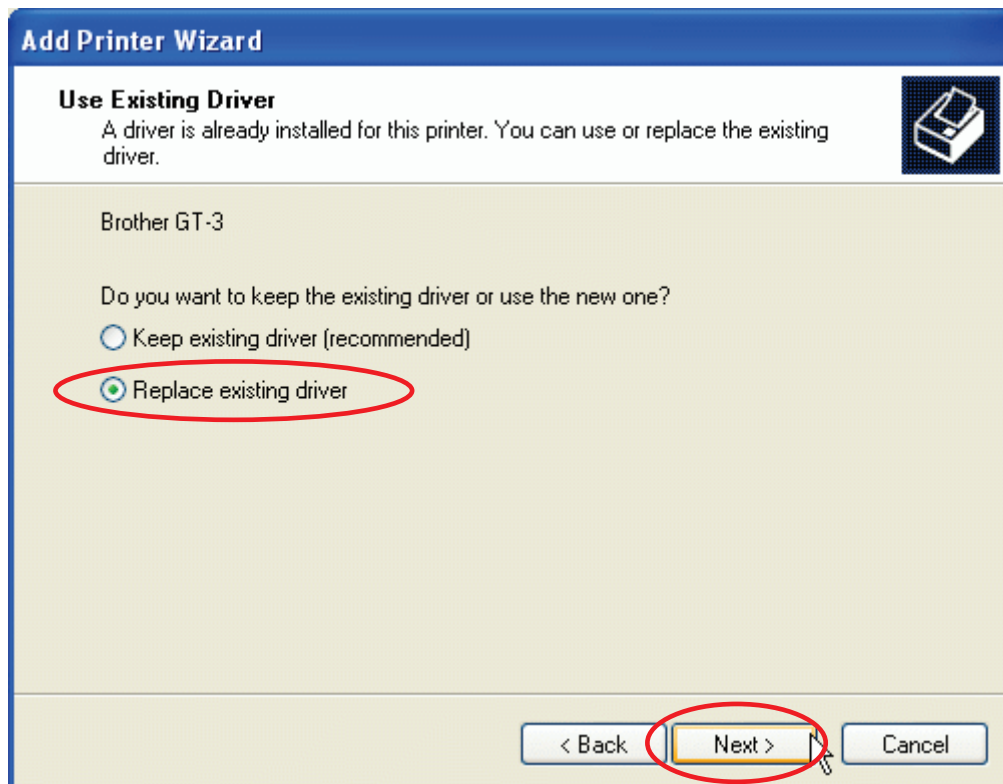 Add Printer Wizard
Use Existing Driver
A driver is already installed for this printer. You can use or replace the existing
driver.
Brother GT-3
Do you want to keep the existing driver or use the new one?
Keep existing driver (recommended)
Replace existing driver
< Back Next > Cancel